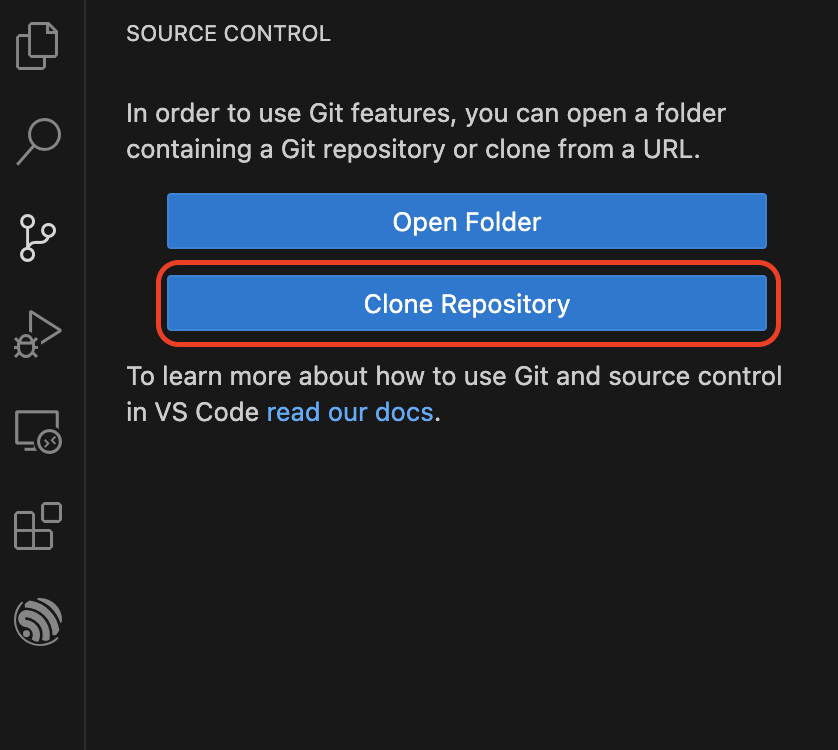 SOURCE CONTROL
In order to use Git features, you can open a folder
containing a Git repository or clone from a URL.
Open Folder
Clone Repository
To learn more about how to use Git and source control
in VS Code read our docs.